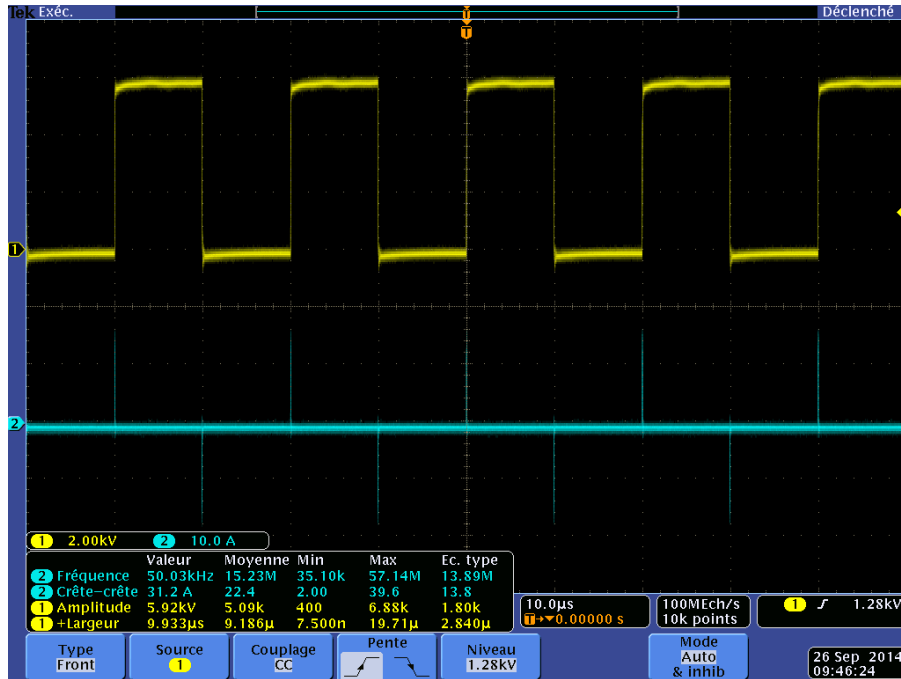 Tek Exéc. Déclenché
T
T
1
2
1 2.00kV 2 10.0 A
Valeur Moyenne Min Max Ec. type
2 Fréquence 50.03kHz 15.23M 35.10k 57.14M 13.89M
2 Crête−crête 31.2 A 22.4 2.00 39.6 13.8
1 Amplitude 5.92kV 5.09k 400 6.88k 1.80k
1 +Largeur 9.933µs 9.186µ 7.500n 19.71µ 2.840µ
10.0µs 100MEch/s 1 1.28kV
T→▼0.00000 s 10k points
Type Source Couplage Pente Niveau Mode
Front 1 CC 1.28kV Auto
& inhib
26 Sep 2014
09:46:24